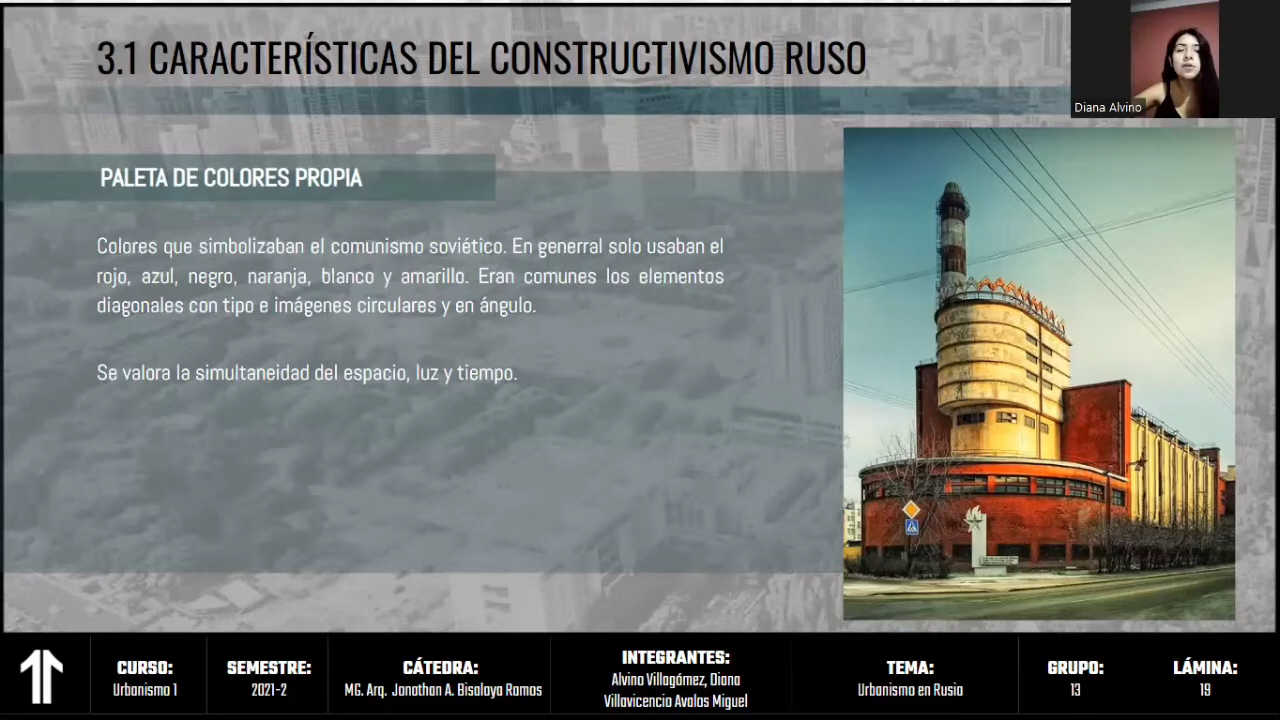 3.1 CARACTERÍSTICAS DEL CONSTRUCTIVISMO RUSO
Diana Alvino
PALETA DE COLORES PROPIA
Colores que simbolizaban el comunismo soviético. En generral solo usaban el
rojo, azul, negro, naranja, blanco y amarillo. Eran comunes los elementos
diagonales con tipo e imágenes circulares y en ángulo.
Se valora la simultaneidad del espacio, luz y tiempo.
CURSO:
Urbanismo 1
SEMESTRE:
2021-2
CÁTEDRA:
MG. Arq. Jonathan A. Bisalaya Ramos
INTEGRANTES:
Alvino Villagómez, Diana
Villavicencio Avalos Miguel
TEMA:
Urbanismo en Rusia
GRUPO:
13
LÁMINA:
19